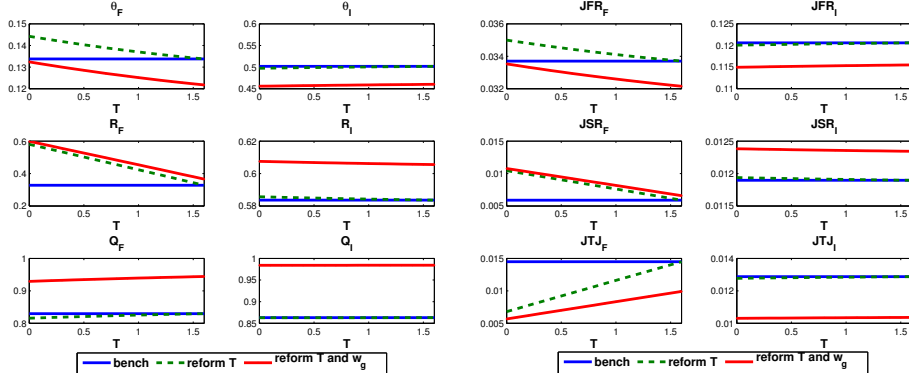 θF
θI
JFRF
JFRI
0.15
0.14
0.13
0.12
0 0.5 1 1.5
T
0.6
0.55
0.5
0.45
0.4
0 0.5 1 1.5
T
0.036
0.034
0.032
0 0.5 1 1.5
T
0.125
0.12
0.115
0.11
0 0.5 1 1.5
T
RF
RI
JSRF
JSRI
0.6
0.4
0.2
0 0.5 1 1.5
T
0.62
0.6
0.58
0 0.5 1 1.5
T
0.015
0.010
0.005
0 0.5 1 1.5
T
0.0125
0.0112
0.01
0 0.5 1 1.5
T
QF
QI
JTJF
JTJI
1
0.9
0.8
0 0.5 1 1.5
T
1
0.95
0.9
0.85
0 0.5 1 1.5
T
0.015
0.01
0.005
0 0.5 1 1.5
T
0.014
0.012
0.01
0 0.5 1 1.5
T
bench reform T reform T and wg
bench reform T reform T and wg